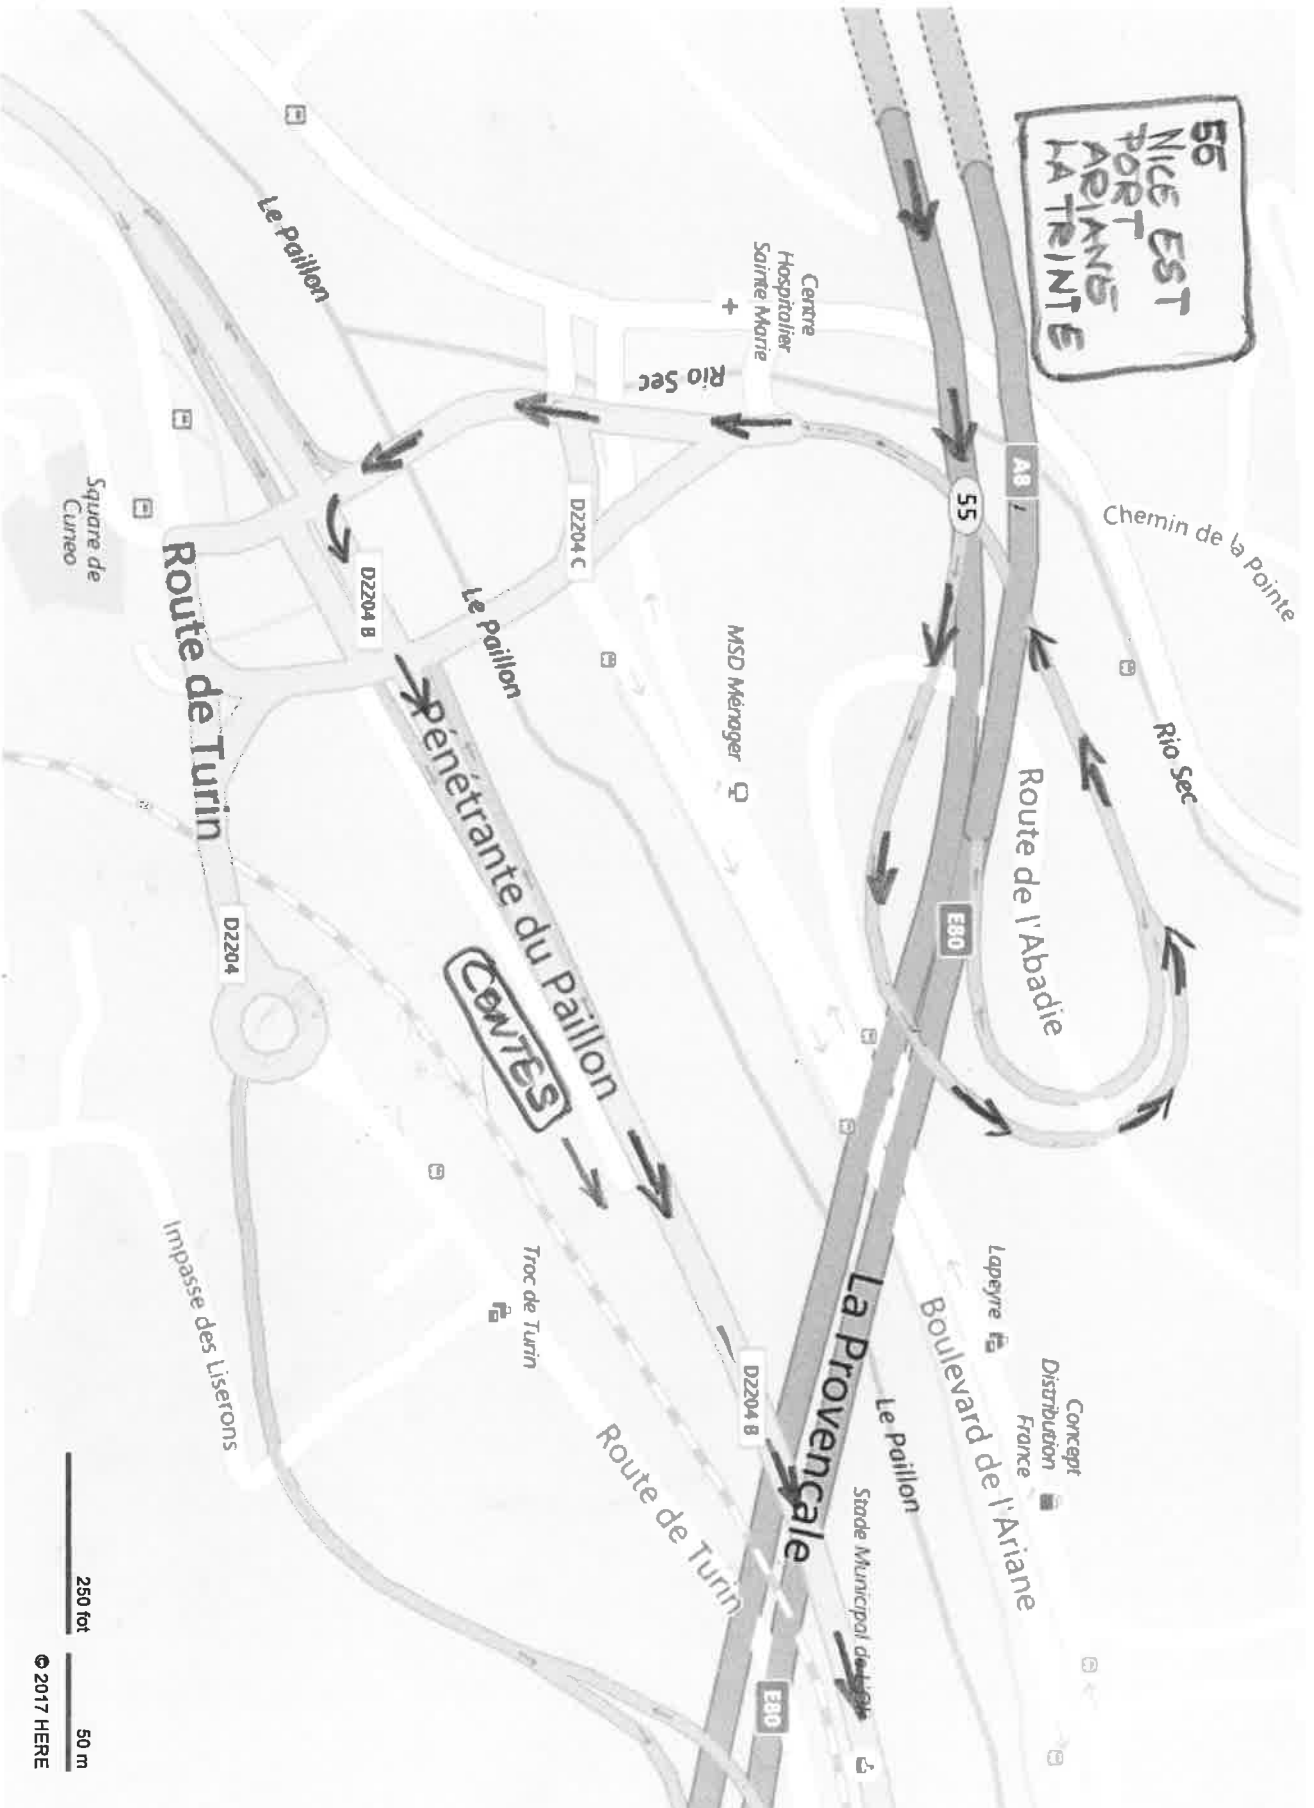 55
NICE EST
PORT
ARIANE
LA TRINTE
Chemin de la Pointe
Rio Sec
A8
55
Centre
Hospitalier
Sainte Marie
Rio Sec
Le Paillon
Route de l'Abadie
E80
MSD Ménager
D2204 C
Le Paillon
D2204 B
Square de
Cuneo
Route de Turin
Pénétrante du Paillon
D2204
CONTES
Concept
Distribution
France
Lapeyre
Boulevard de l'Ariane
La Provençale
Le Paillon
D2204 B
Stade Municipal de
Troc de Turin
Route de Turin
Impasse des Liserons
E80
250 fot
50 m
© 2017 HERE